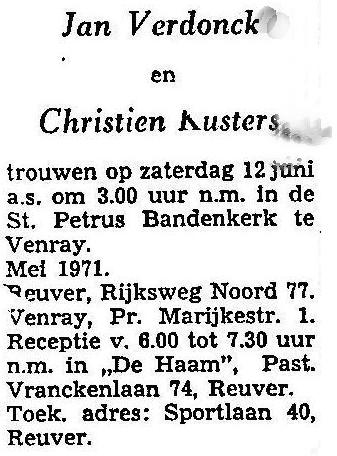 Jan Verdonck
en
Christien Kusters,
trouwen op zaterdag 12 juni
a.s. om 3.00 uur n.m. in de
St. Petrus Bandenkerk te
Venray.
Mei 1971.
Reuver, Rijksweg Noord 77.
Venray, Pr. Marijkestr. 1.
Receptie v. 6.00 tot 7.30 uur
n.m. in „De Haam”, Past.
Vranckenlaan 74, Reuver.
Toek. adres: Sportlaan 40,
Reuver.